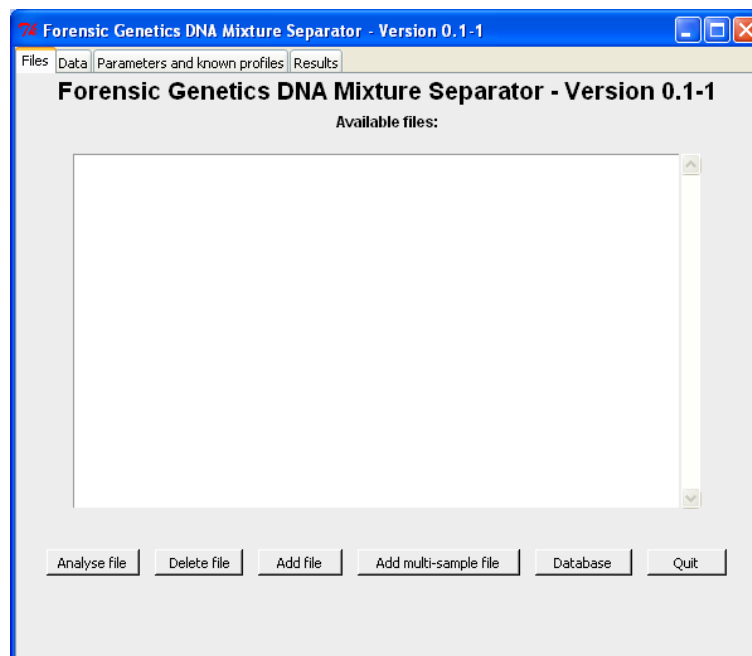 Forensic Genetics DNA Mixture Separator - Version 0.1-1
Files Data Parameters and known profiles Results
Forensic Genetics DNA Mixture Separator - Version 0.1-1
Available files:
Analyse file Delete file Add file Add multi-sample file Database Quit